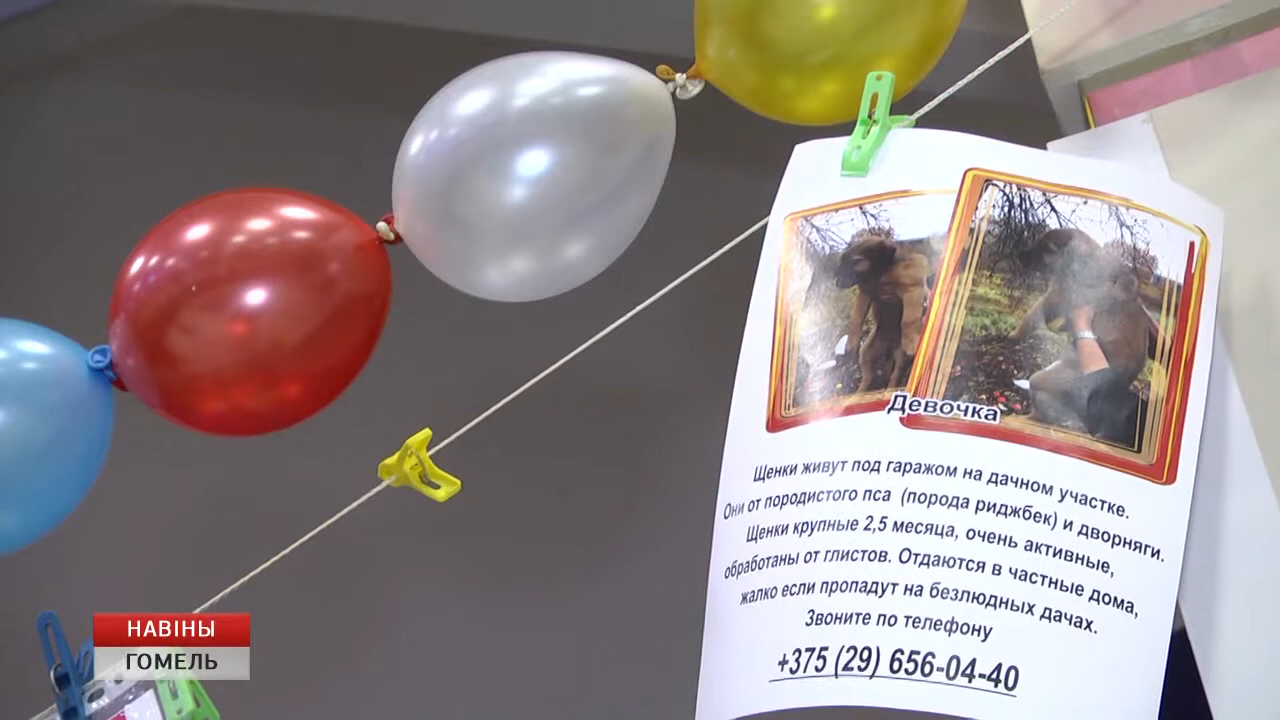 Девочка
Щенки живут под гаражом на дачном участке.
Они от породистого пса (порода риджбек) и дворняги.
Щенки крупные 2,5 месяца, очень активные,
обработаны от глистов. Отдаются в частные дома,
жалко если пропадут на безлюдных дачах.
Звоните по телефону
+375 (29) 656-04-40
НАВІНЫ
ГОМЕЛЬ